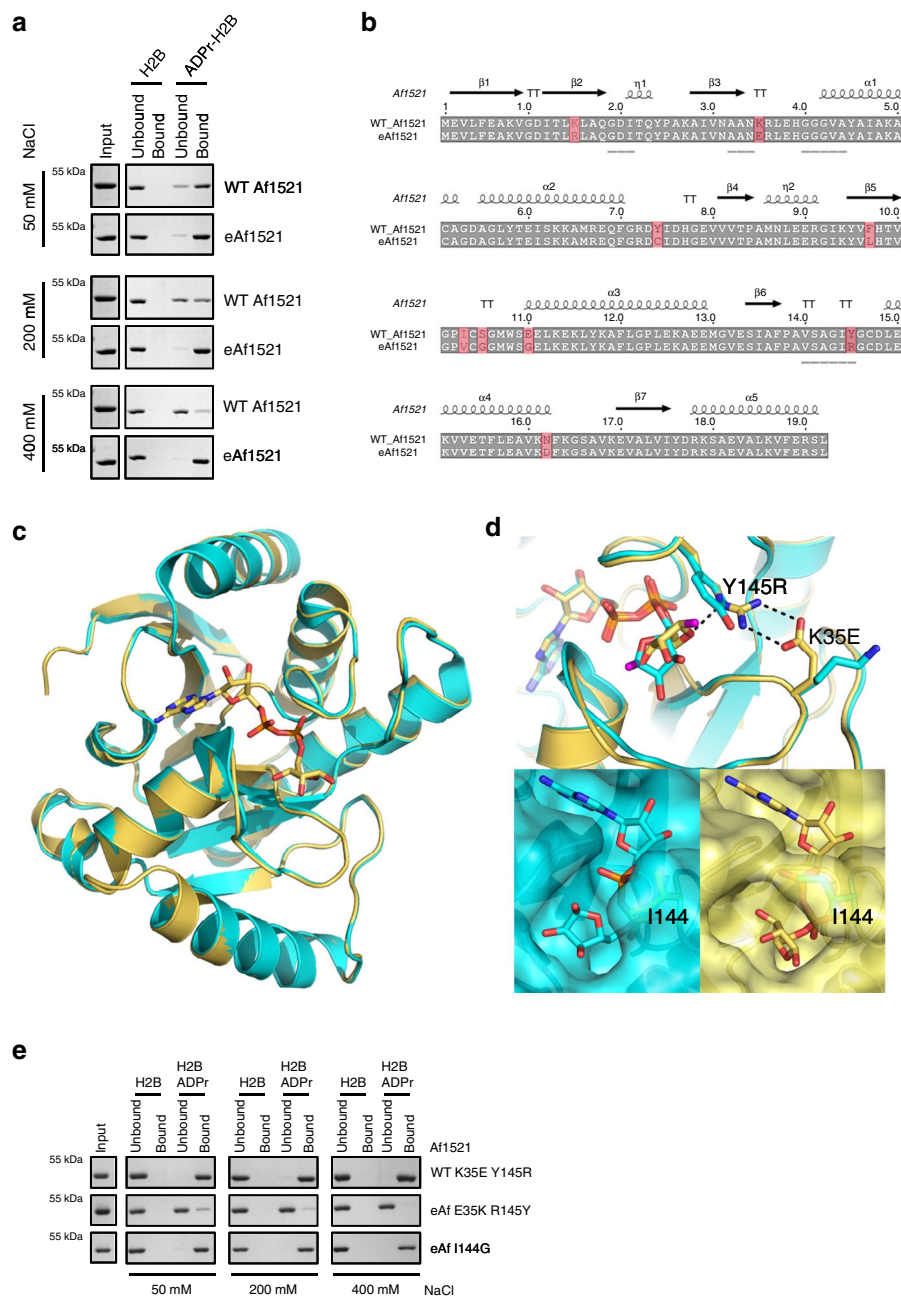 a
H2B
ADPr-H2B
NaCl
Input
Unbound
Bound
Unbound
Bound
50 mM
55 kDa
WT Af1521
55 kDa
eAf1521
200 mM
55 kDa
WT Af1521
55 kDa
eAf1521
400 mM
55 kDa
WT Af1521
55 kDa
eAf1521
b
Af1521
β1 TT β2 η1 β3 TT α1
1 1.0 2.0 3.0 4.0 5.0
WT_Af1521 MEVLFEAKVGDITLKLAQGDITQYPAKAIVNAANKRLEHGGGVAYAIAKA
eAf1521 MEVLFEAKVGDITLRLAQGDITQYPAKAIVNAANERLEHGGGVAYAIAKA
Af1521
α2 TT β4 η2 β5
6.0 7.0 8.0 9.0 10.0
WT_Af1521 CAGDAGLYTEISKKAMREQFGRDYIDHGEVVVTPAMNLEERGIKYVFHTV
eAf1521 CAGDAGLYTEISKKAMREQFGRDCIDHGEVVVTPAMNLEERGIKYVLHTV
Af1521
TT α3 β6 TT TT
11.0 12.0 13.0 14.0 15.0
WT_Af1521 GPICSGMWSEELKEKLYKAFLGPLEKAEEMGVESIAFPAVSAGIYGCDLE
eAf1521 GPVCGGMWSGELKEKLYKAFLGPLEKAEEMGVESIAFPAVSAGIRGCDLE
Af1521
α4 β7 α5
16.0 17.0 18.0 19.0
WT_Af1521 KVVETFLEAVKNFKGSAVKEVALVIYDRKSAEVALKVFERSL
eAf1521 KVVETFLEAVKDFKGSAVKEVALVIYDRKSAEVALKVFERSL
c
d
Y145R
K35E
I144
I144
e
H2B
H2B ADPr
H2B
H2B ADPr
H2B
H2B ADPr
Input
Unbound
Bound
Unbound
Bound
Unbound
Bound
Unbound
Bound
Unbound
Bound
Unbound
Bound
Af1521
55 kDa
WT K35E Y145R
55 kDa
eAf E35K R145Y
55 kDa
eAf I144G
50 mM
200 mM
400 mM
NaCl